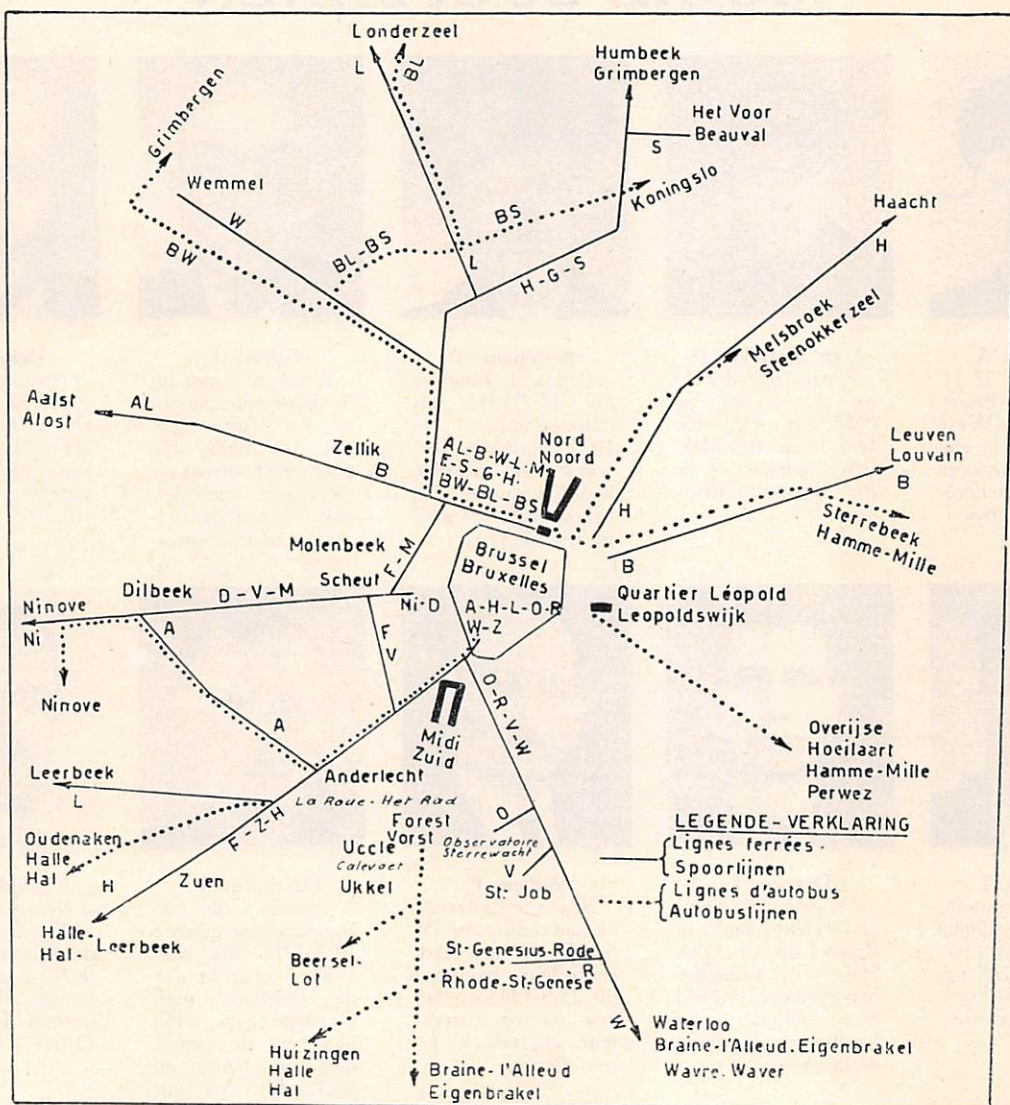 Londerzeel
L
BL
Humbeek
Grimbergen
Het Voor
Beauval
S
Grimbergen
Wemmel
W
Koningslo
BS
BL-BS
BW
L
H-G-S
Haacht
H
Melsbroek
Steenokkerzeel
Aalst
Alost
AL
Zellik
B
AL-B-W-L-M
F-S-G-H.
BW-BL-BS
Nord
Noord
Leuven
Louvain
B
H
Sterrebeek
Hamme-Mille
B
Molenbeek
F-M
Scheut
Brussel
Bruxelles
A-H-L-O-R
W-Z
Quartier Léopold
Leopoldswijk
Ninove
Ni
Dilbeek
D-V-M
Ni-D
A
F
V
Ninove
A
O-R-V-W
Midi
Zuid
Overijse
Hoeilaart
Hamme-Mille
Perwez
Leerbeek
L
Anderlecht
La Roue-Het Rad
F-Z-H
Forest
Vorst
Uccle
Calevoet
Ukkel
O
Observatoire
Sterrewacht
V
St-Job
LEGENDE-VERKLARING
Lignes ferrées.
Spoorlijnen
Lignes d'autobus
Autobuslijnen
Oudenaken
Halle
Hal
H
Zuen
Halle-
Hal-Leerbeek
Beersel-
Lot
St-Genesius-Rode
R
Rhode-St-Genèse
W
Huizingen
Halle
Hal
Braine-l'Alleud
Eigenbrakel
Waterloo
Braine-l'Alleud.Eigenbrakel
Wavre.Waver